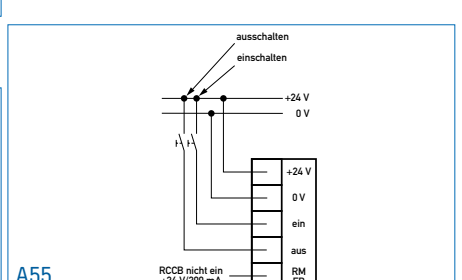 ausschalten
einschalten
+24 V
0 V
+24 V
0 V
ein
aus
RCCB nicht ein
RM
A55